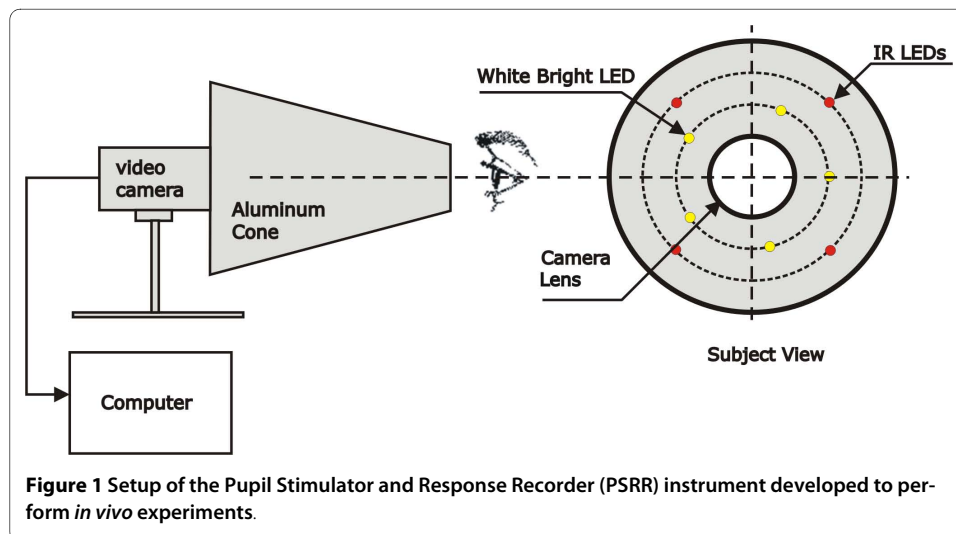 White Bright LED
IR LEDs
video
camera
Aluminum
Cone
Camera
Lens
Subject View
Computer
Figure 1 Setup of the Pupil Stimulator and Response Recorder (PSRR) instrument developed to per-
form in vivo experiments.